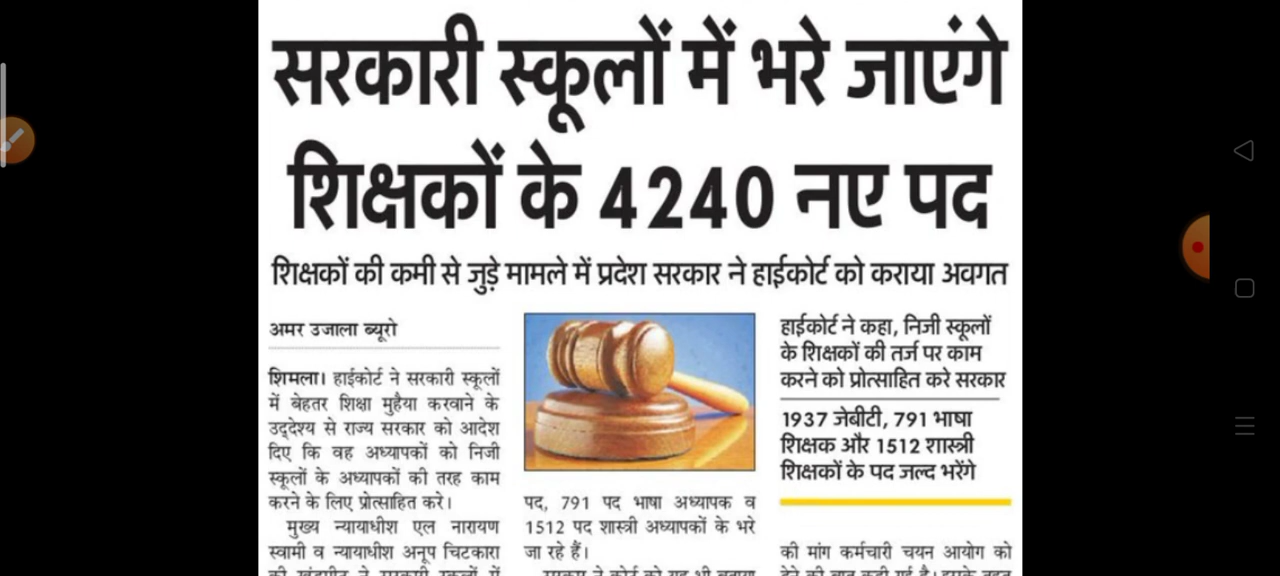 सरकारी स्कूलों में भरे जाएंगे
शिक्षकों के 4240 नए पद
शिक्षकों की कमी से जुड़े मामले में प्रदेश सरकार ने हाईकोर्ट को कराया अवगत
अमर उजाला ब्यूरो
शिमला। हाईकोर्ट ने सरकारी स्कूलों
में बेहतर शिक्षा मुहैया करवाने के
उद्देश्य से राज्य सरकार को आदेश
दिए कि वह अध्यापकों को निजी
स्कूलों के अध्यापकों की तरह काम
करने के लिए प्रोत्साहित करे।
मुख्य न्यायाधीश एल नारायण
स्वामी व न्यायाधीश अनूप चिटकारा
पद, 791 पद भाषा अध्यापक व
1512 पद शास्त्री अध्यापकों के भरे
जा रहे हैं।
हाईकोर्ट ने कहा, निजी स्कूलों
के शिक्षकों की तर्ज पर काम
करने को प्रोत्साहित करे सरकार
1937 जेबीटी, 791 भाषा
शिक्षक और 1512 शास्त्री
शिक्षकों के पद जल्द भरेंगे
की मांग कर्मचारी चयन आयोग को